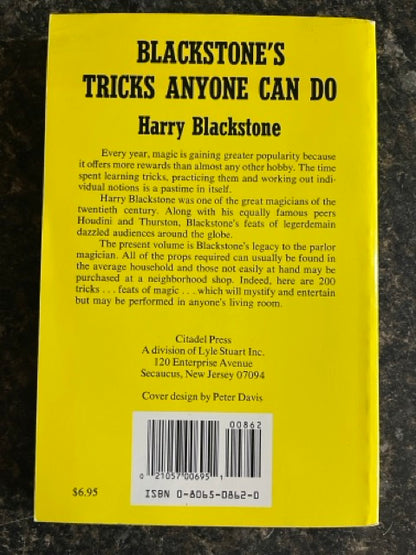 BLACKSTONE'S
TRICKS ANYONE CAN DO
Harry Blackstone
Every year, magic is gaining greater popularity because
it offers more rewards than almost any other hobby. The time
spent learning tricks, practicing them and working out indi-
vidual notions is a pastime in itself.
Harry Blackstone was one of the great magicians of the
twentieth century. Along with his equally famous peers
Houdini and Thurston, Blackstone's feats of legerdemain
dazzled audiences around the globe.
The present volume is Blackstone's legacy to the parlor
magician. All of the props required can usually be found in
the average household and those not easily at hand may be
purchased at a neighborhood shop. Indeed, here are 200
tricks . . . feats of magic . . . which will mystify and entertain
but may be performed in anyone's living room.
Citadel Press
A division of Lyle Stuart Inc.
120 Enterprise Avenue
Secaucus, New Jersey 07094
Cover design by Peter Davis
00862
0 21057 00695 1
$6.95
ISBN 0-8065-0862-0